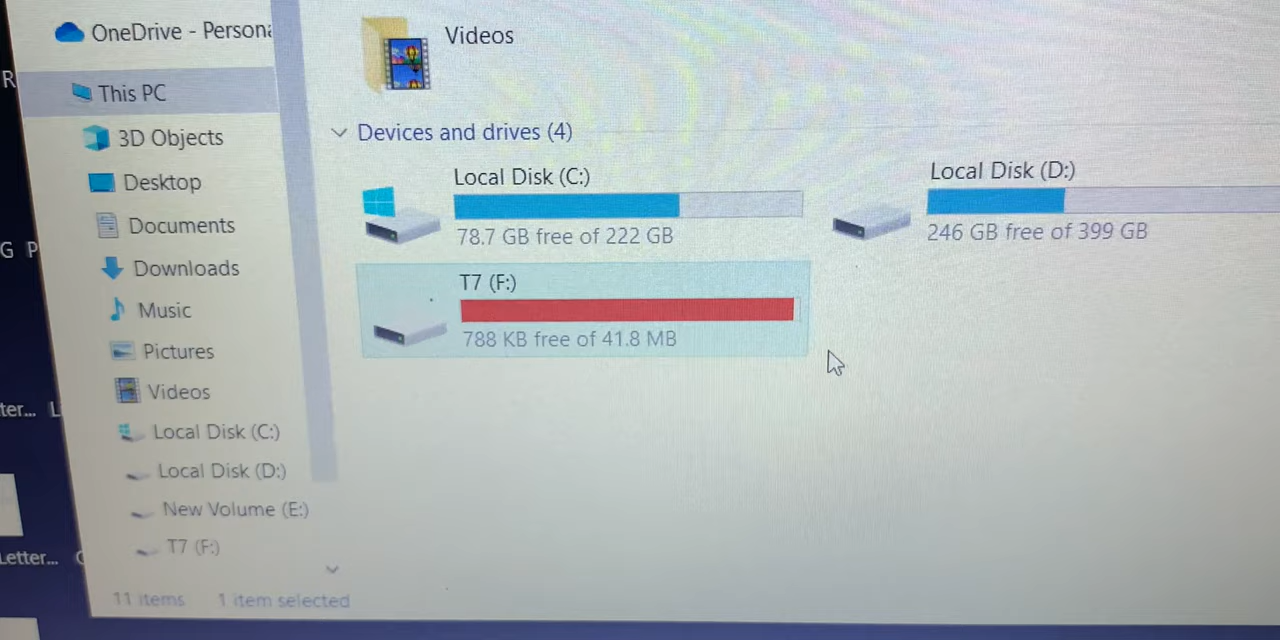 OneDrive - Persona
This PC
3D Objects
Desktop
Documents
Downloads
Music
Pictures
Videos
Local Disk (C:)
Local Disk (D:)
New Volume (E:)
T7 (F:)
11 items 1 item selected
Videos
Devices and drives (4)
Local Disk (C:)
78.7 GB free of 222 GB
Local Disk (D:)
246 GB free of 399 GB
T7 (F:)
788 KB free of 41.8 MB
R
G P
ter... L
Letter...